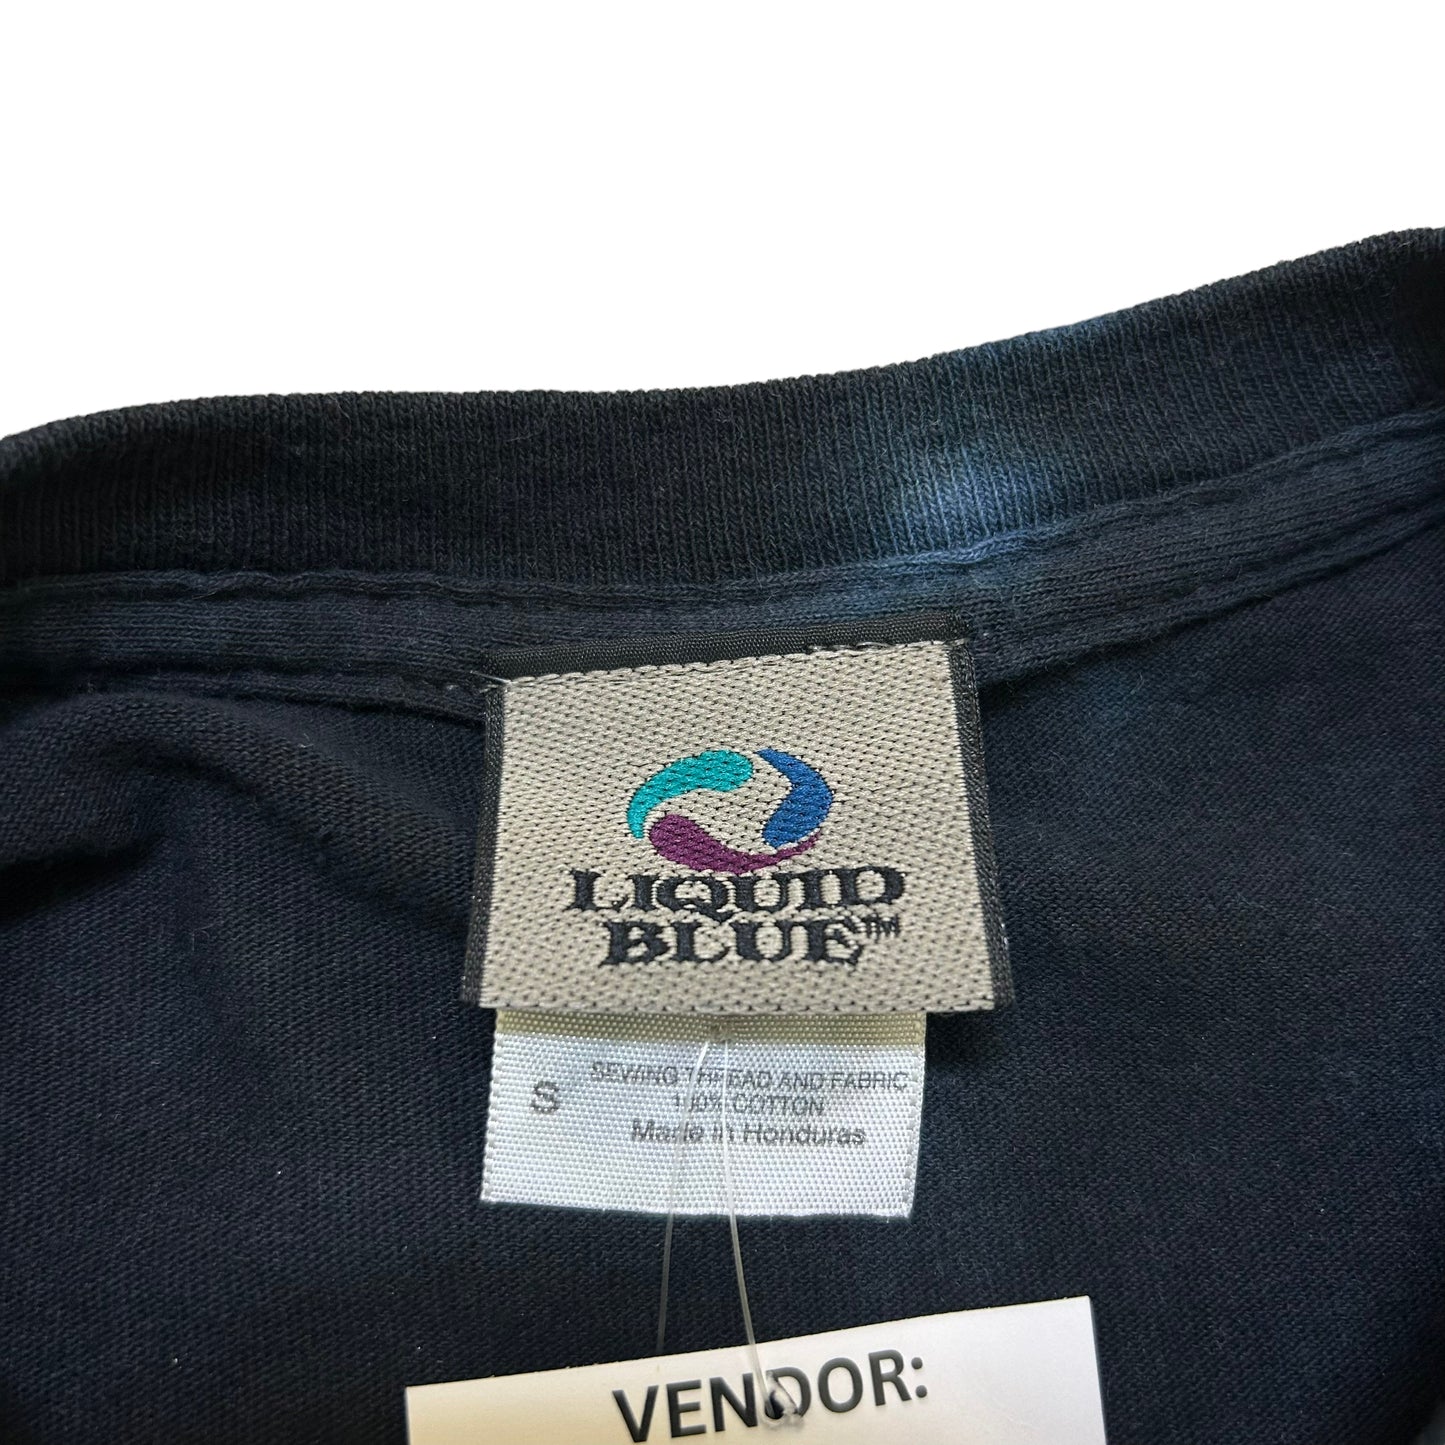 LIQUID
BLUE™
S
SEWING THREAD AND FABRIC
100% COTTON
Made in Honduras
VENDOR: